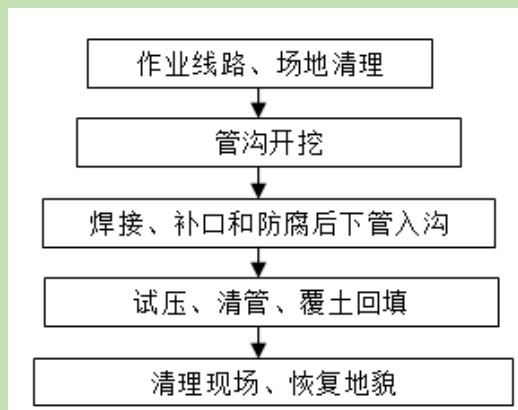 作业线路、场地清理
管沟开挖
焊接、补口和防腐后下管入沟
试压、清管、覆土回填
清理现场、恢复地貌